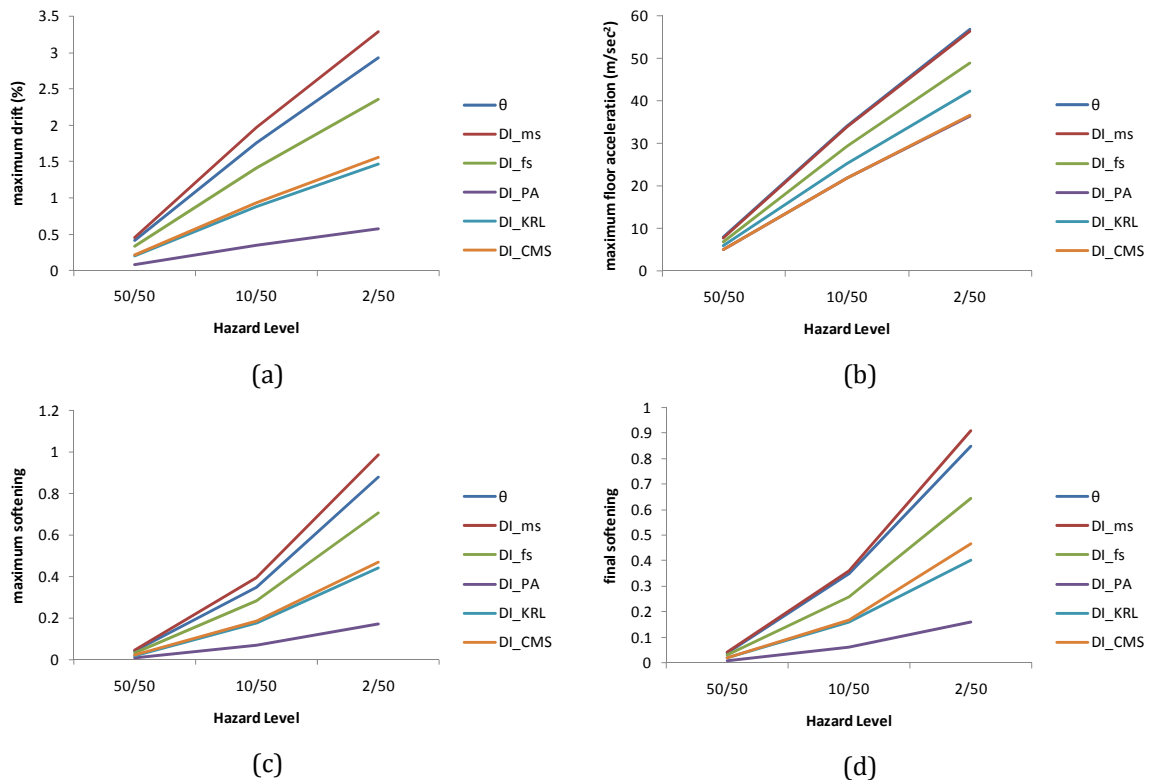 maximum drift (%)
3.5
3
2.5
2
1.5
1
0.5
0
50/50 10/50 2/50
Hazard Level
θ
DI_ms
DI_fs
DI_PA
DI_KRL
DI_CMS
(a)
maximum floor acceleration (m/sec²)
60
50
40
30
20
10
0
50/50 10/50 2/50
Hazard Level
θ
DI_ms
DI_fs
DI_PA
DI_KRL
DI_CMS
(b)
maximum softening
1.2
1
0.8
0.6
0.4
0.2
0
50/50 10/50 2/50
Hazard Level
θ
DI_ms
DI_fs
DI_PA
DI_KRL
DI_CMS
(c)
final softening
1
0.9
0.8
0.7
0.6
0.5
0.4
0.3
0.2
0.1
0
50/50 10/50 2/50
Hazard Level
θ
DI_ms
DI_fs
DI_PA
DI_KRL
DI_CMS
(d)